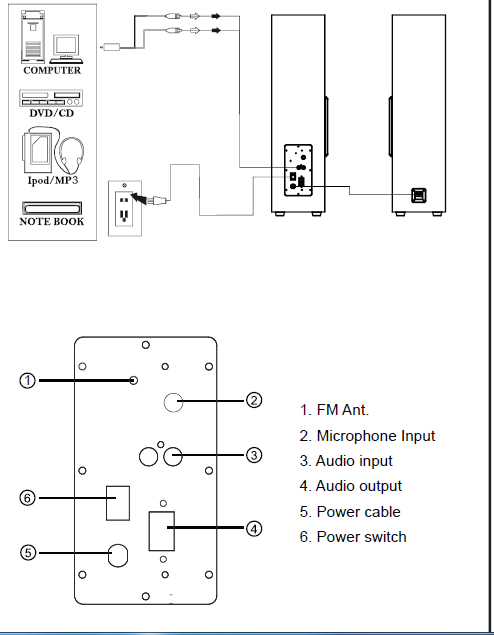 COMPUTER
DVD/CD
Ipod/MP3
NOTE BOOK
1
2
3
6
4
5
1. FM Ant.
2. Microphone Input
3. Audio input
4. Audio output
5. Power cable
6. Power switch